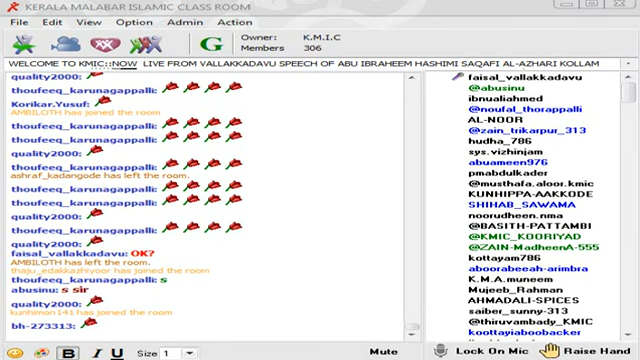 KERALA MALABAR ISLAMIC CLASS ROOM
File Edit View Option Admin Action
G
Owner: K.M.I.C
Members 306
WELCOME TO KMIC::NOW LIVE FROM VALLAKKADAVU SPEECH OF ABU IBRAHEEM HASHIMI SAQAFI AL-AZHARI KOLLAM
quality2000:
thoufeeq_karunagappalli:
Korikar.Yusuf:
AMBILOTH has joined the room
thoufeeq_karunagappalli:
thoufeeq_karunagappalli:
quality2000:
thoufeeq_karunagappalli:
ashraf_kadangode has left the room.
thoufeeq_karunagappalli:
thoufeeq_karunagappalli:
quality2000:
thoufeeq_karunagappalli:
quality2000:
faisal_vallakkadavu: OK?
AMBILOTH has left the room.
thaju_edakkazhiyoor has joined the room
thoufeeq_karunagappalli: s
abusinu: s sir
quality2000:
kunhimon141 has joined the room
bh-273313:
faisal_vallakkadavu
@abusinu
ibnualiahmed
@noufal_thorappalli
AL-NOOR
@zain_trikarpur_313
hudha_786
sys.vizhinjam
abuameen976
pmabdulkader
@musthafa.aloor.kmic
KUNHIPPA-AAKKODE
SHIHAB_SAWAMA
noorudheen.nma
@BASITH-PATTAMBI
@KMIC_KOORIYAD
@ZAIN-MadheenA-555
kottayam786
aboorabeeah-arimbra
K.M.A.muneem
Mujeeb_Rahman
AHMADALI-SPICES
saiber_sunny-313
@thiruvambady_KMIC
koottayiaboobacker
B I U Size 1 Mute Lock On Mic Raise Hand